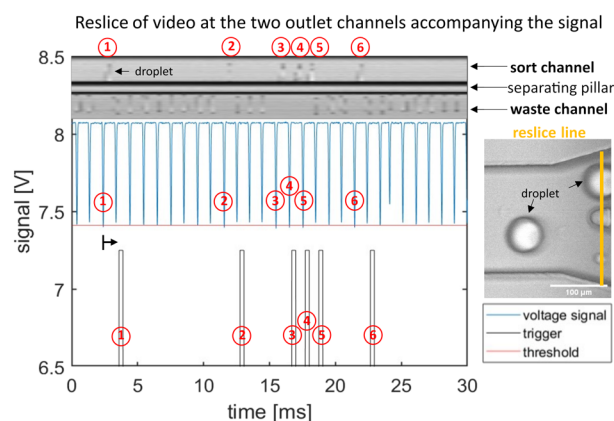 Reslice of video at the two outlet channels accompanying the signal
1 2 3 4 5 6
8.5
droplet
sort channel
separating pillar
waste channel
8
reslice line
droplet
100 µm
signal [V]
1 2 3 4 5 6
7.5
7
1 2 3 4 5 6
6.5
0 5 10 15 20 25 30
time [ms]
voltage signal
trigger
threshold